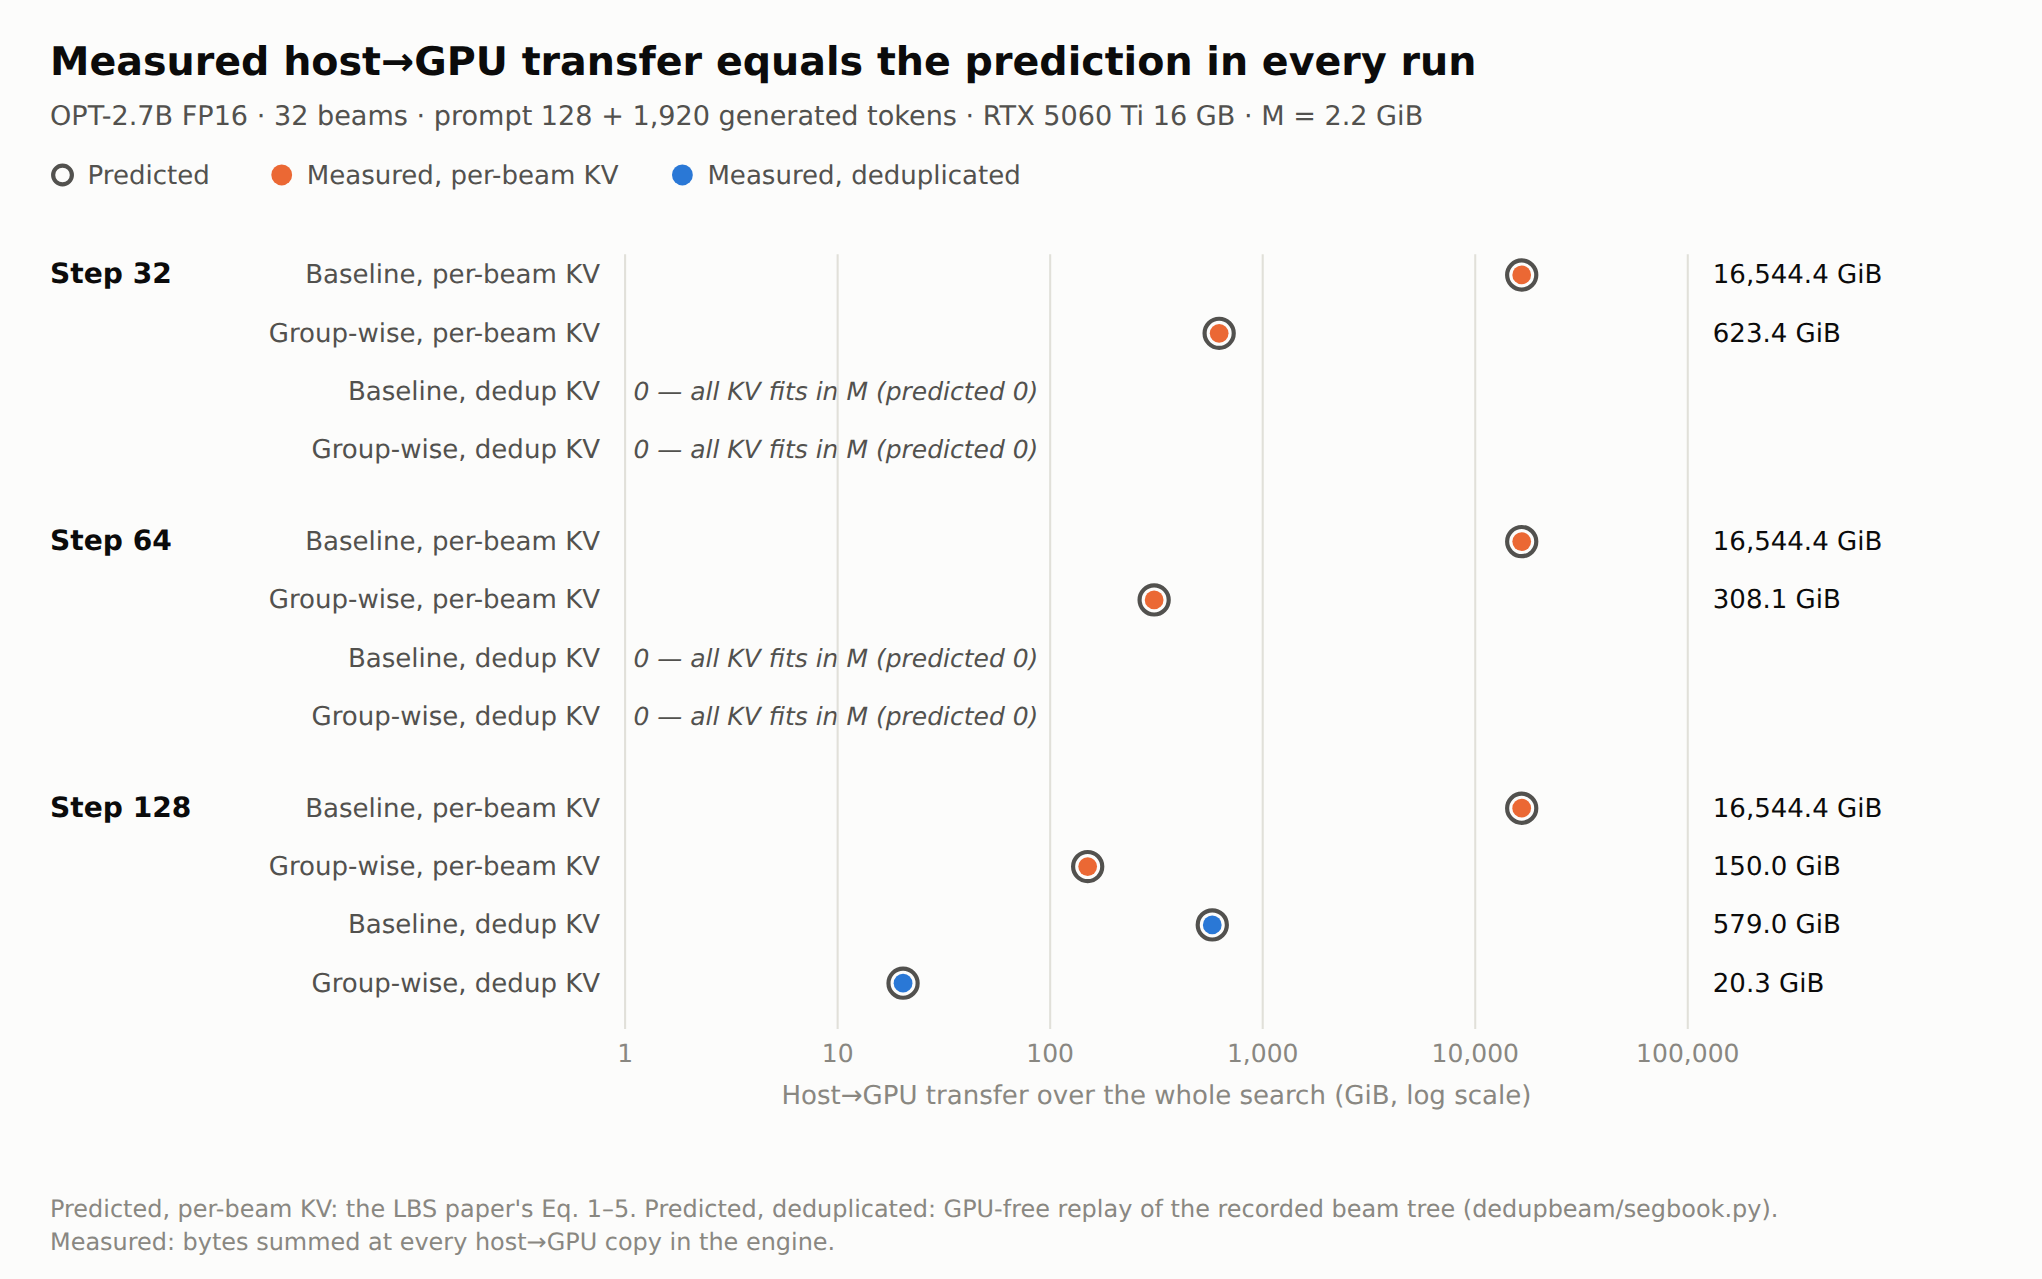 Measured host→GPU transfer equals the prediction in every run
OPT-2.7B FP16 · 32 beams · prompt 128 + 1,920 generated tokens · RTX 5060 Ti 16 GB · M = 2.2 GiB
Predicted Measured, per-beam KV Measured, deduplicated
Step 32 Baseline, per-beam KV 16,544.4 GiB
Group-wise, per-beam KV 623.4 GiB
Baseline, dedup KV 0 — all KV fits in M (predicted 0)
Group-wise, dedup KV 0 — all KV fits in M (predicted 0)
Step 64 Baseline, per-beam KV 16,544.4 GiB
Group-wise, per-beam KV 308.1 GiB
Baseline, dedup KV 0 — all KV fits in M (predicted 0)
Group-wise, dedup KV 0 — all KV fits in M (predicted 0)
Step 128 Baseline, per-beam KV 16,544.4 GiB
Group-wise, per-beam KV 150.0 GiB
Baseline, dedup KV 579.0 GiB
Group-wise, dedup KV 20.3 GiB
1 10 100 1,000 10,000 100,000
Host→GPU transfer over the whole search (GiB, log scale)
Predicted, per-beam KV: the LBS paper's Eq. 1–5. Predicted, deduplicated: GPU-free replay of the recorded beam tree (dedupbeam/segbook.py).
Measured: bytes summed at every host→GPU copy in the engine.